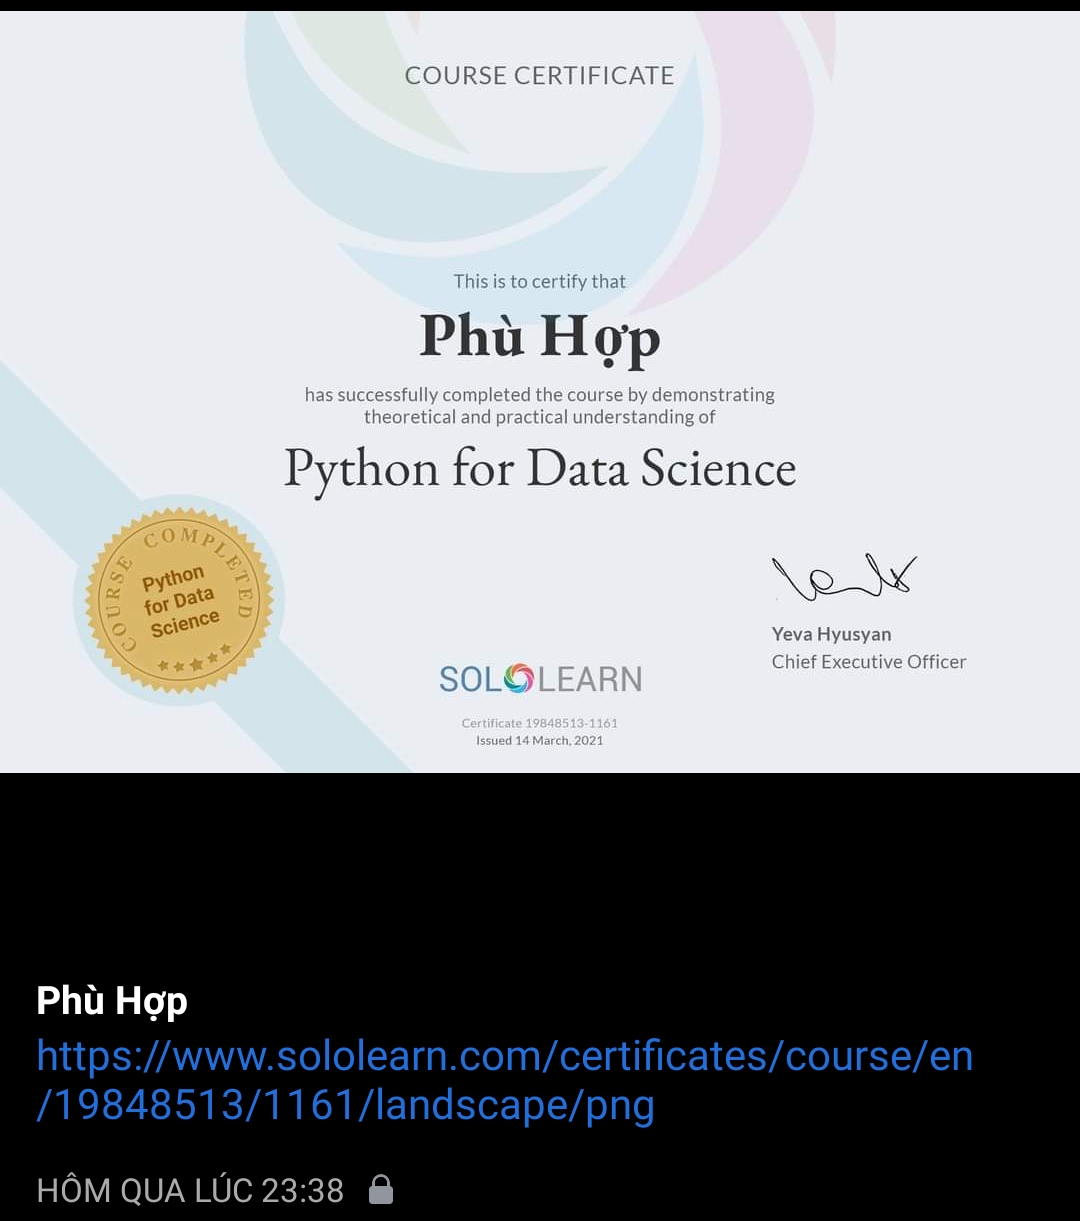 COURSE CERTIFICATE
This is to certify that
Phù Hợp
has successfully completed the course by demonstrating
theoretical and practical understanding of
Python for Data Science
COURSE COMPLETED
Python
for Data
Science
Yeva Hyusyan
Chief Executive Officer
SOLOLEARN
Certificate 19848513-1161
Issued 14 March, 2021
Phù Hợp
https://www.sololearn.com/certificates/course/en
/19848513/1161/landscape/png
HÔM QUA LÚC 23:38